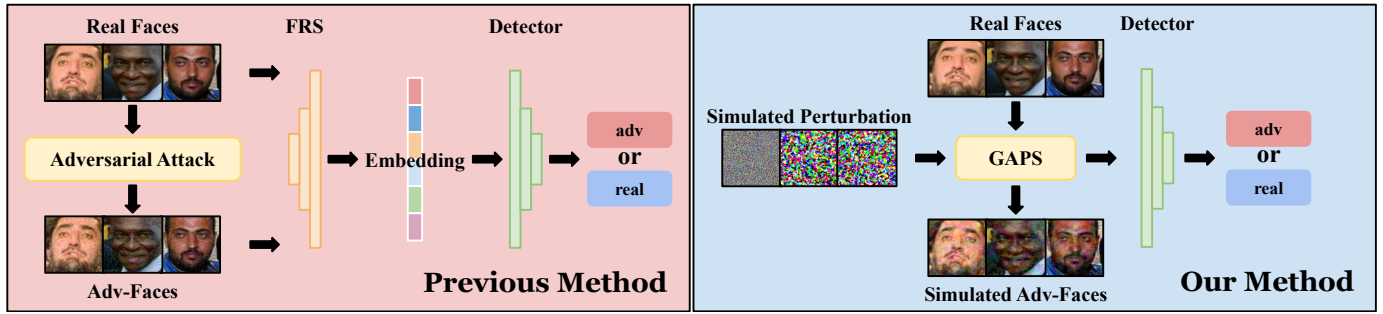 Real Faces
FRS
Detector
Adversarial Attack
Embedding
adv
or
real
Adv-Faces
Previous Method
Real Faces
Detector
Simulated Perturbation
GAPS
adv
or
real
Simulated Adv-Faces
Our Method